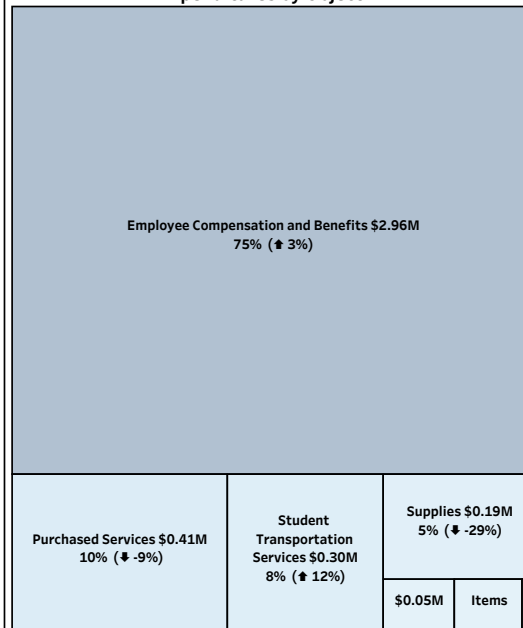 by
Employee Compensation and Benefits $2.96M
75% (⬆ 3%)
Purchased Services $0.41M
10% (⬇ -9%)
Student
Transportation
Services $0.30M
8% (⬆ 12%)
Supplies $0.19M
5% (⬇ -29%)
$0.05M
Items